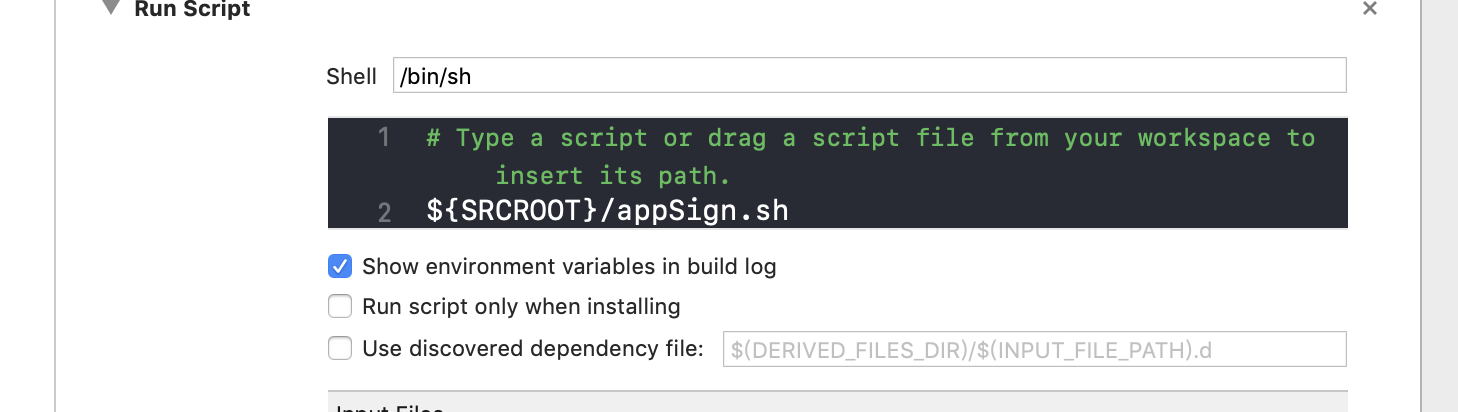 Run Script
Shell /bin/sh
1 # Type a script or drag a script file from your workspace to
insert its path.
2 ${SRCROOT}/appSign.sh
Show environment variables in build log
Run script only when installing
Use discovered dependency file: $(DERIVED_FILES_DIR)/$(INPUT_FILE_PATH).d
Input Files